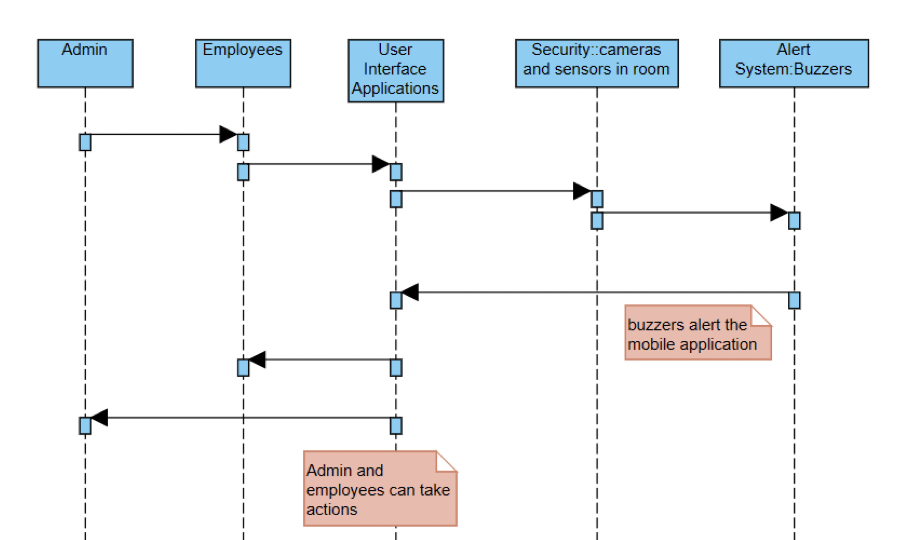 Admin
Employees
User
Interface
Applications
Security::cameras
and sensors in room
Alert
System:Buzzers
buzzers alert the
mobile application
Admin and
employees can take
actions